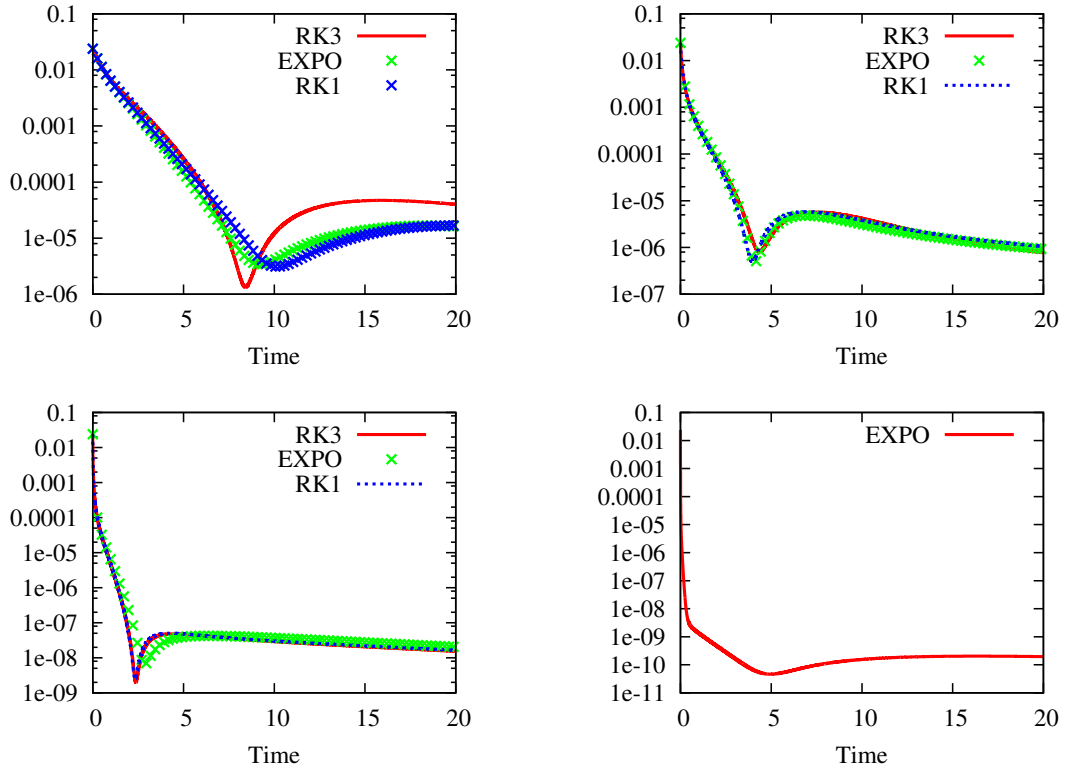 0.1
0.01
0.001
0.0001
1e-05
1e-06
0 5 10 15 20
Time
RK3
EXPO
RK1
0.1
0.01
0.001
0.0001
1e-05
1e-06
1e-07
0 5 10 15 20
Time
RK3
EXPO
RK1
0.1
0.01
0.001
0.0001
1e-05
1e-06
1e-07
1e-08
1e-09
0 5 10 15 20
Time
RK3
EXPO
RK1
0.1
0.01
0.001
0.0001
1e-05
1e-06
1e-07
1e-08
1e-09
1e-10
1e-11
0 5 10 15 20
Time
EXPO